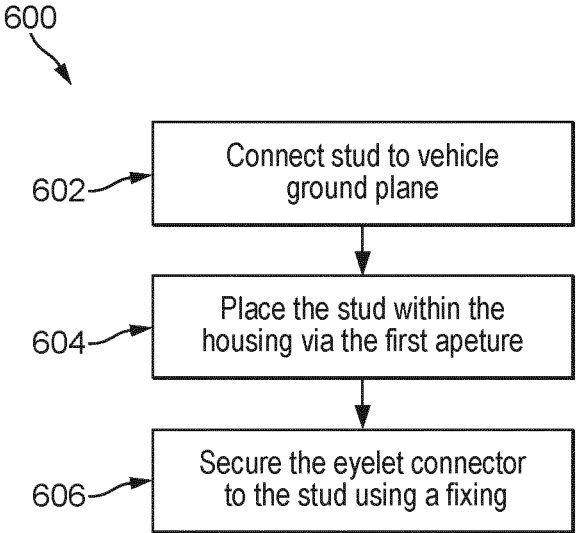 600
602
Connect stud to vehicle
ground plane
604
Place the stud within the
housing via the first apeture
606
Secure the eyelet connector
to the stud using a fixing